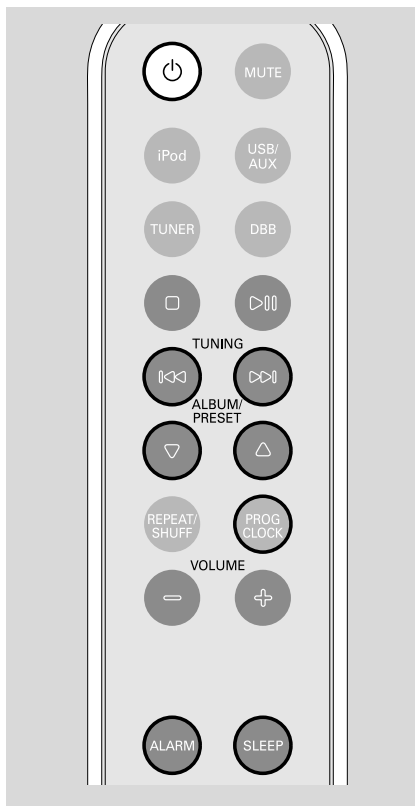 MUTE
iPod
USB/
AUX
TUNER
DBB
TUNING
ALBUM/
PRESET
REPEAT/
SHUFF
PROG
CLOCK
VOLUME
ALARM
SLEEP